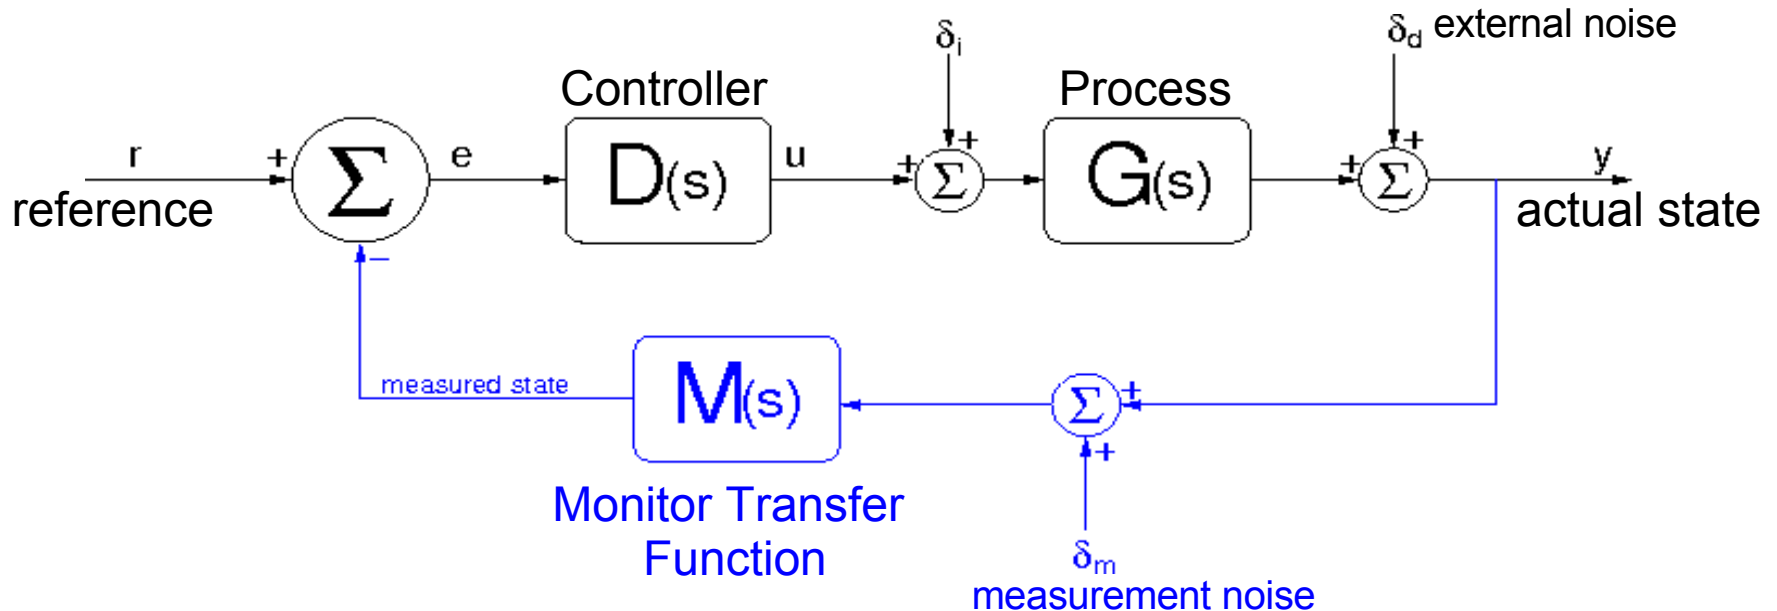 δd external noise
δi
Controller
Process
r
+
Σ
e
D(s)
u
+
+
Σ
G(s)
+
+
Σ
y
reference
actual state
−
measured state
M(s)
Σ
+
+
Monitor Transfer
Function
δm
measurement noise